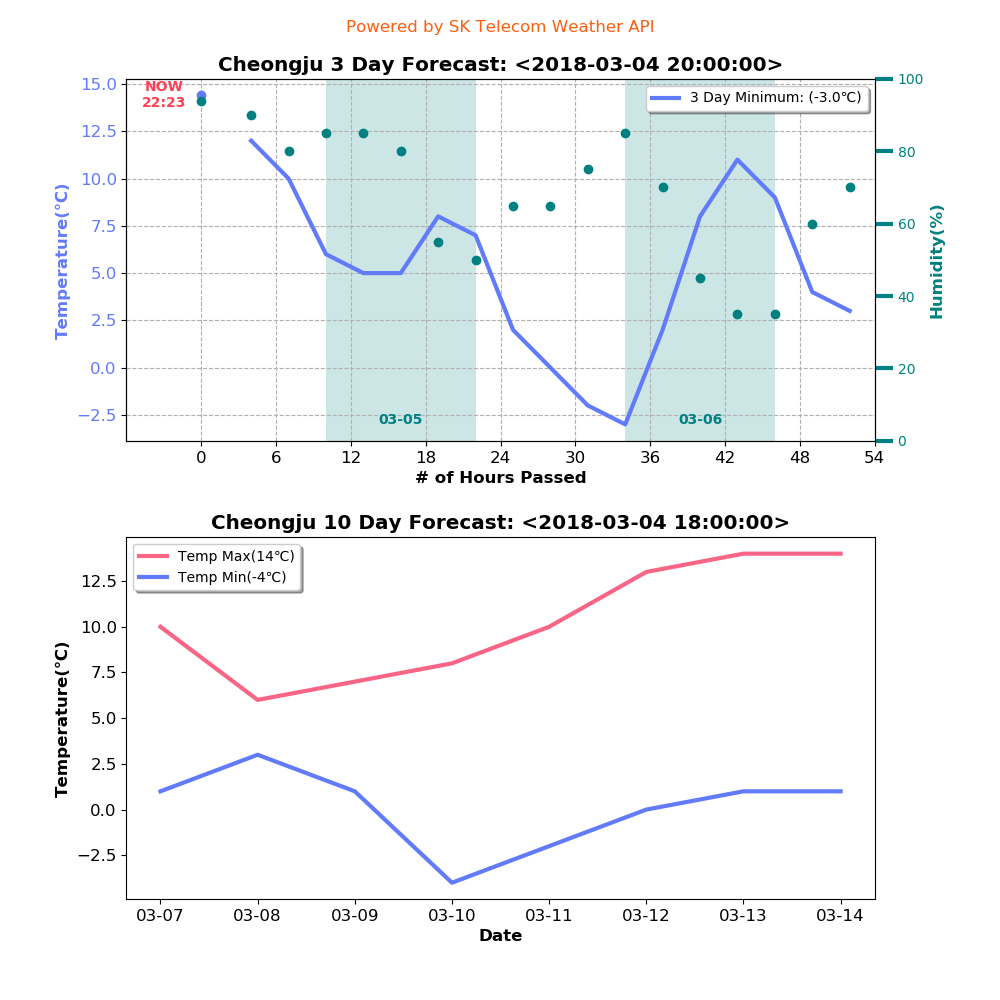 Powered by SK Telecom Weather API
Cheongju 3 Day Forecast: <2018-03-04 20:00:00>
NOW
22:23
3 Day Minimum: (-3.0℃)
Temperature(℃)
15.0
12.5
10.0
7.5
5.0
2.5
0.0
−2.5
100
80
60
40
20
0
Humidity(%)
03-05
03-06
0 6 12 18 24 30 36 42 48 54
# of Hours Passed
Cheongju 10 Day Forecast: <2018-03-04 18:00:00>
Temp Max(14℃)
Temp Min(-4℃)
Temperature(℃)
12.5
10.0
7.5
5.0
2.5
0.0
−2.5
03-07 03-08 03-09 03-10 03-11 03-12 03-13 03-14
Date